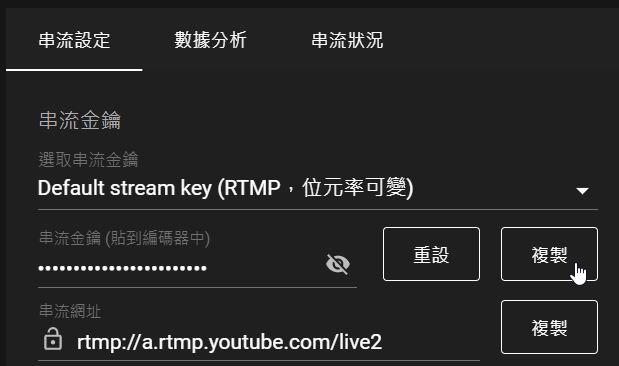 串流設定 數據分析 串流狀況
串流金鑰
選取串流金鑰
Default stream key (RTMP，位元率可變)
串流金鑰 (貼到編碼器中)
•••••••••••••••••••••••• 重設 複製
串流網址
rtmp://a.rtmp.youtube.com/live2 複製